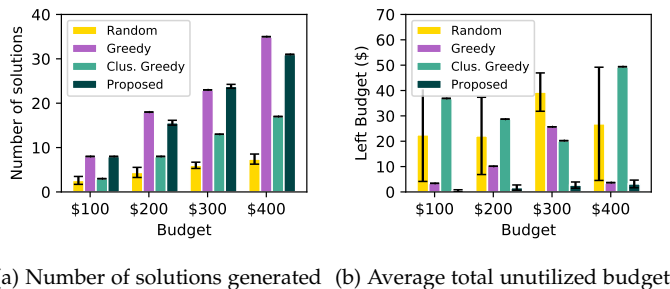 40
30
20
10
0
Number of solutions
Random
Greedy
Clus. Greedy
Proposed
$100 $200 $300 $400
Budget
70
60
50
40
30
20
10
0
Left Budget ($)
Random
Greedy
Clus. Greedy
Proposed
$100 $200 $300 $400
Budget
(a) Number of solutions generated (b) Average total unutilized budget